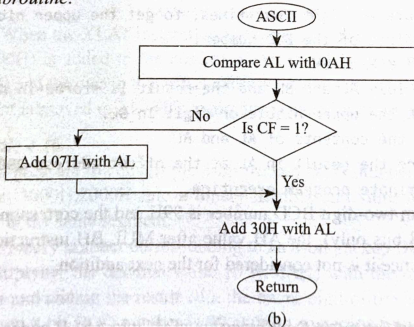 routine.
ASCII
Compare AL with 0AH
Is CF = 1?
No
Add 07H with AL
Yes
Add 30H with AL
Return
(b)